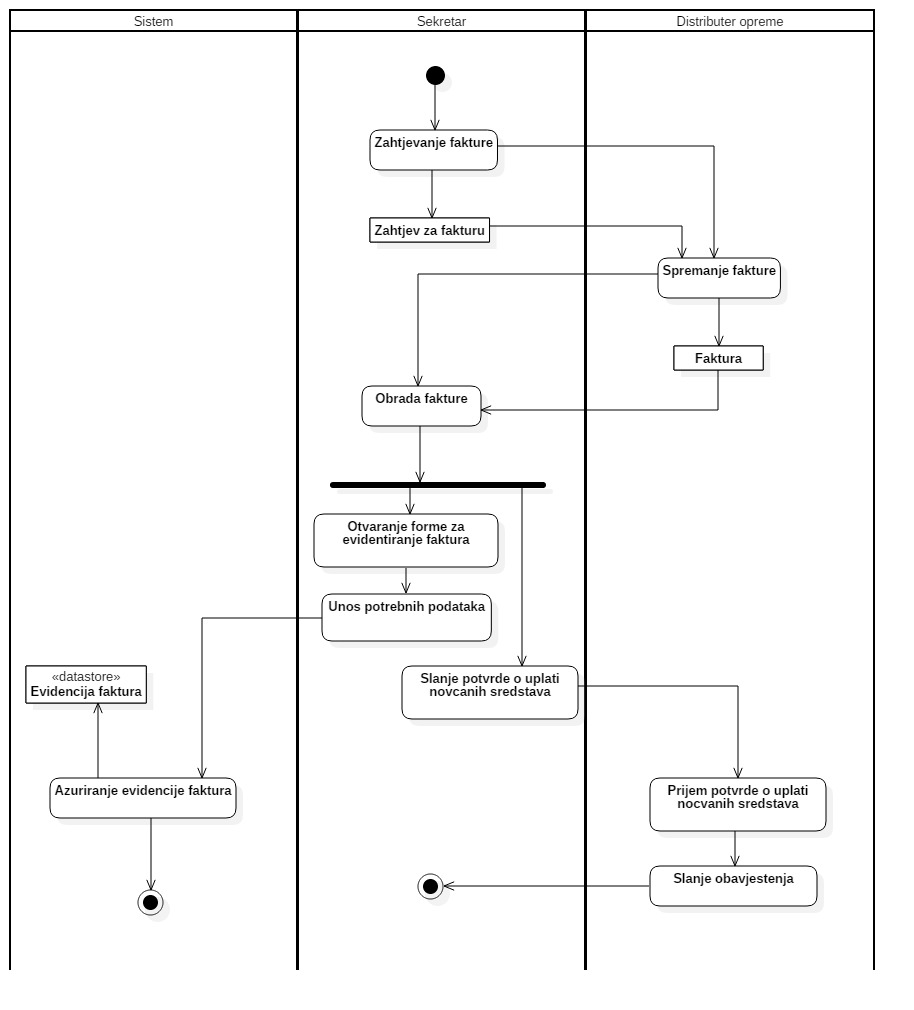 Sistem
Sekretar
Distributer opreme
Zahtjevanje fakture
Zahtjev za fakturu
Spremanje fakture
Faktura
Obrada fakture
Otvaranje forme za
evidentiranje faktura
Unos potrebnih podataka
«datastore»
Evidencija faktura
Slanje potvrde o uplati
novcanih sredstava
Azuriranje evidencije faktura
Prijem potvrde o uplati
nocvanih sredstava
Slanje obavjestenja